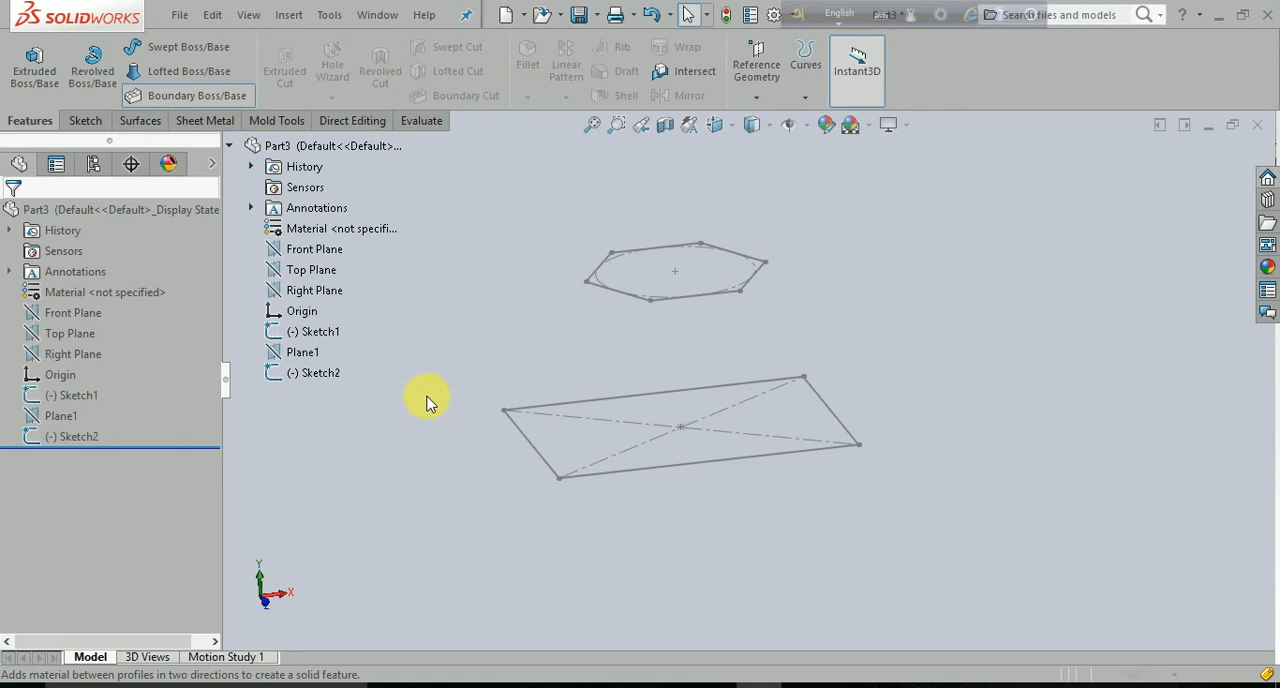 SOLIDWORKS File Edit View Insert Tools Window Help English Part3 * Search files and models ?
Extruded Boss/Base
Revolved Boss/Base
Swept Boss/Base
Lofted Boss/Base
Boundary Boss/Base
Extruded Cut
Hole Wizard
Revolved Cut
Swept Cut
Lofted Cut
Boundary Cut
Fillet
Linear Pattern
Rib
Draft
Shell
Wrap
Intersect
Mirror
Reference Geometry
Curves
Instant3D
Features Sketch Surfaces Sheet Metal Mold Tools Direct Editing Evaluate
Part3 (Default<<Default>_Display State
History
Sensors
Annotations
Material <not specified>
Front Plane
Top Plane
Right Plane
Origin
(-) Sketch1
Plane1
(-) Sketch2
Part3 (Default<<Default>...
History
Sensors
Annotations
Material <not specifi...
Front Plane
Top Plane
Right Plane
Origin
(-) Sketch1
Plane1
(-) Sketch2
Y
X
Z
Model 3D Views Motion Study 1
Adds material between profiles in two directions to create a solid feature.